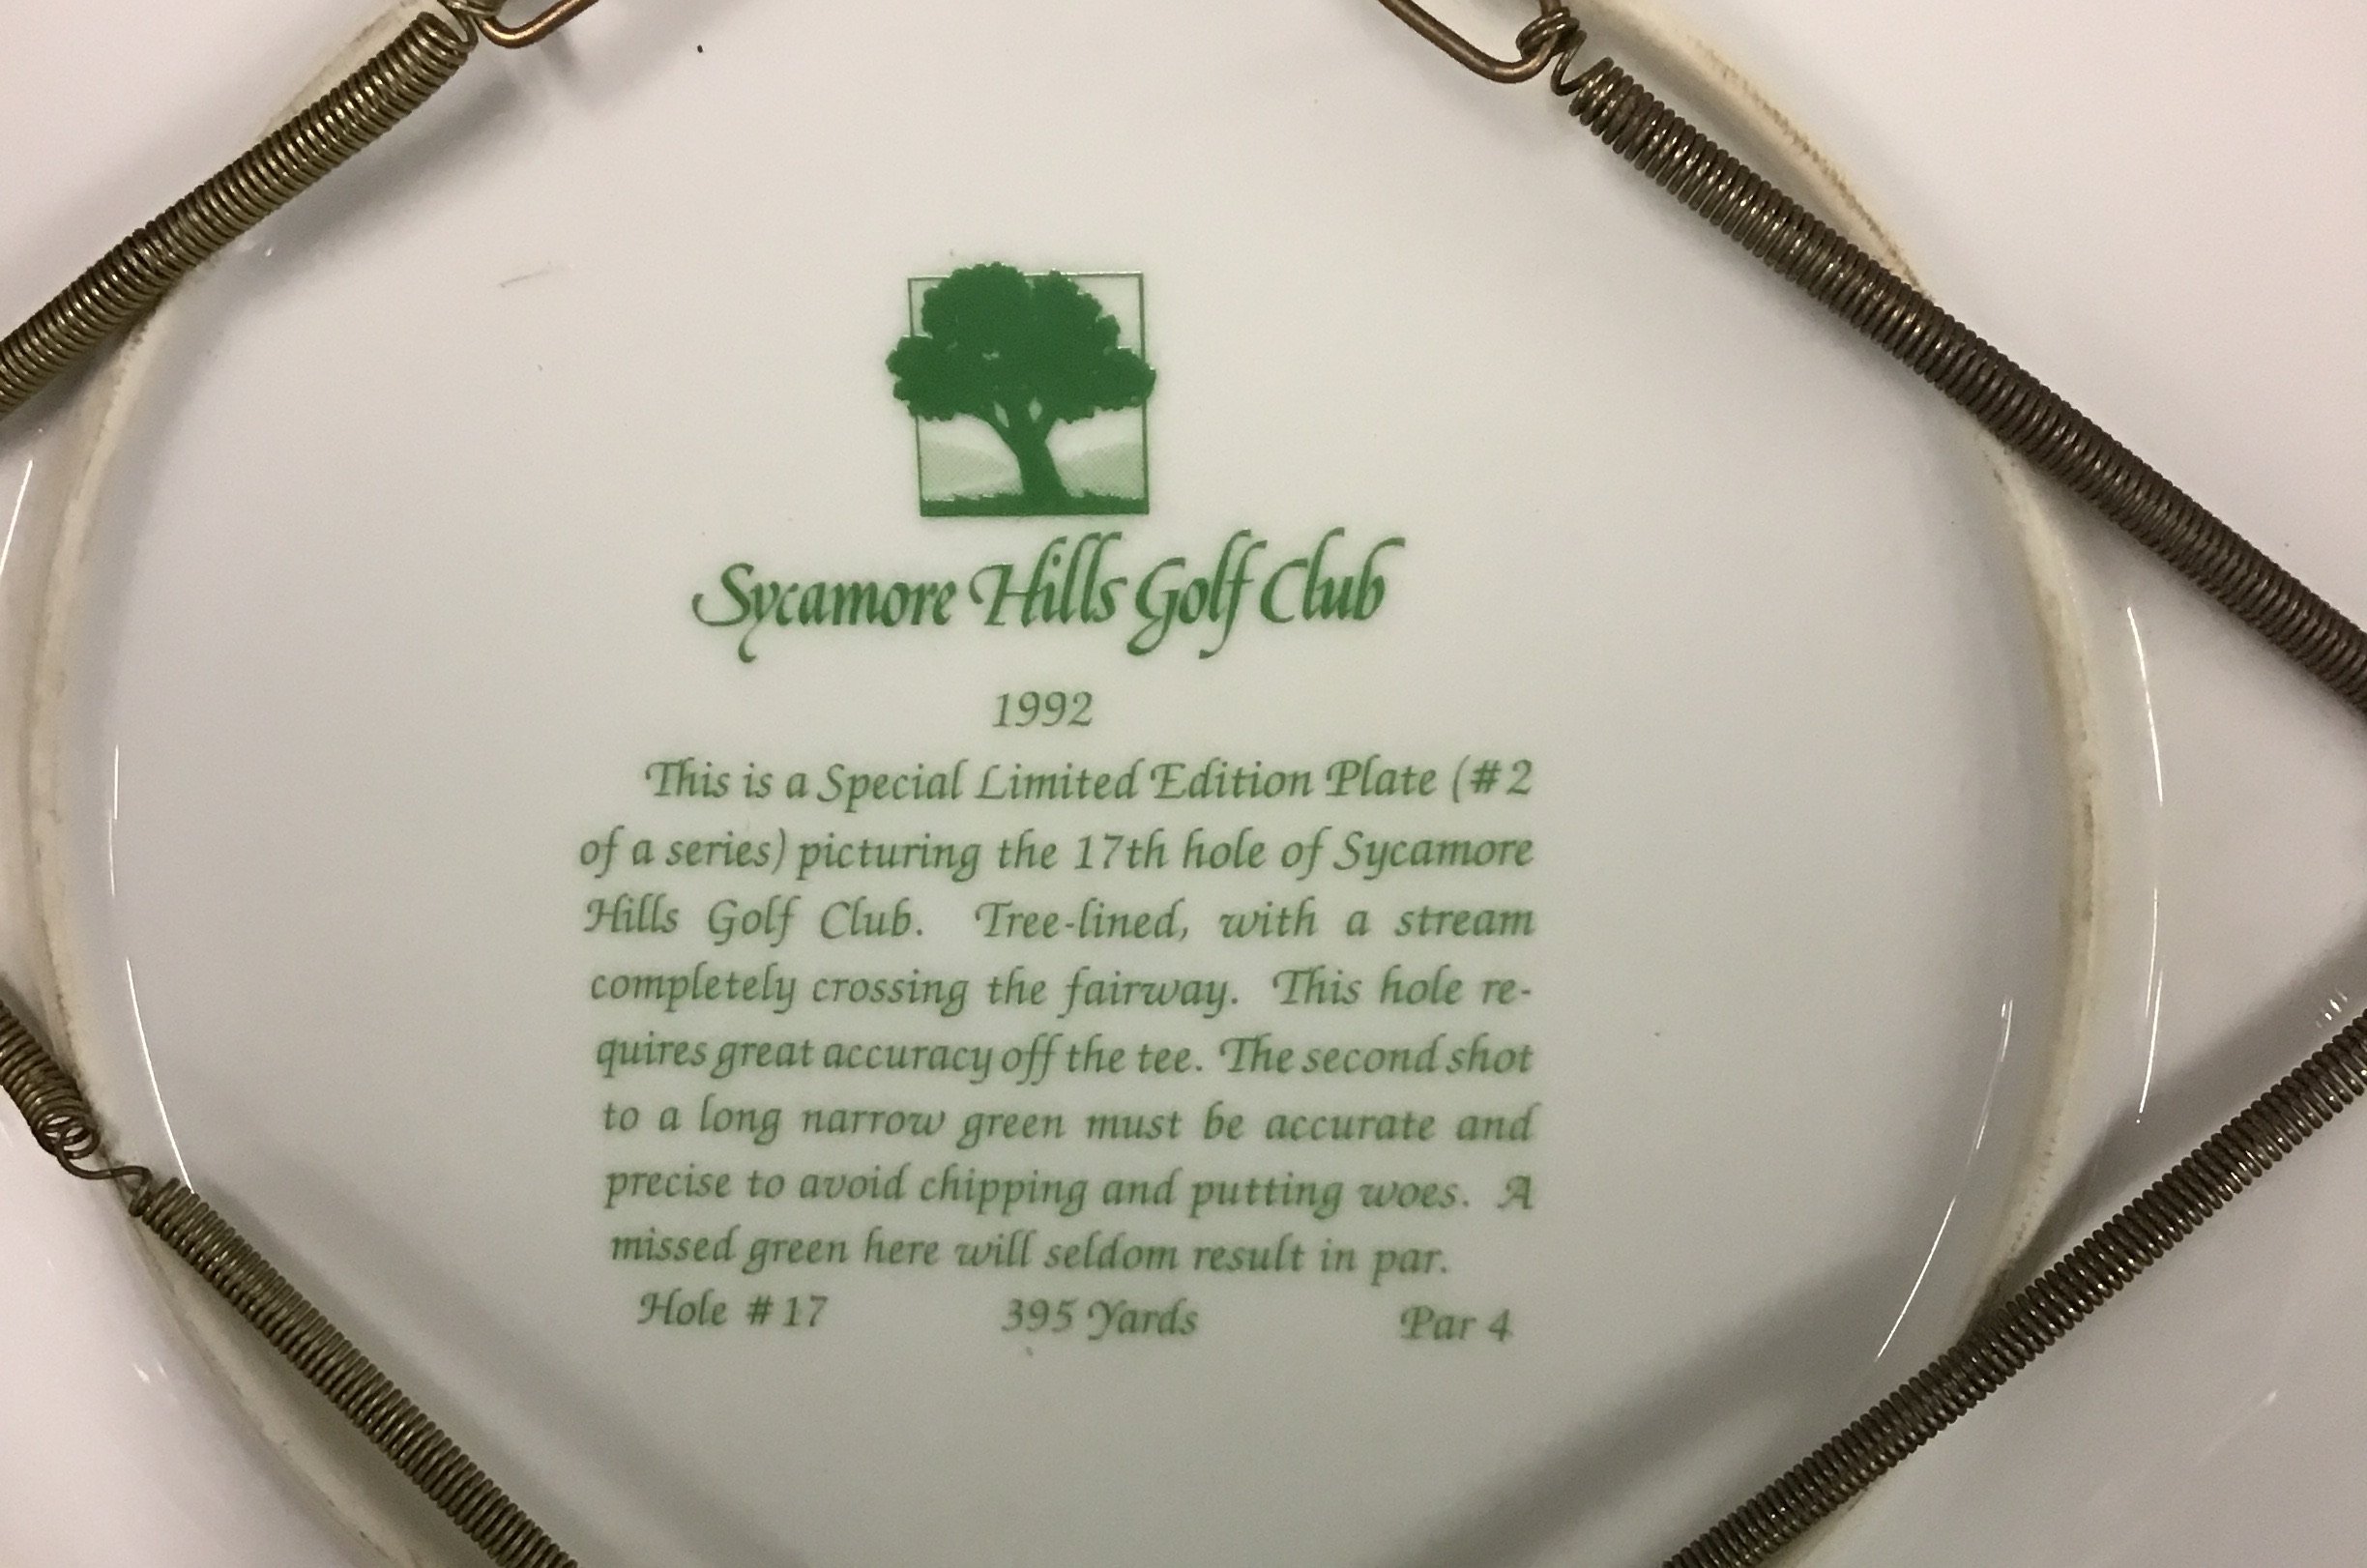 Sycamore Hills Golf Club
1992
This is a Special Limited Edition Plate (#2
of a series) picturing the 17th hole of Sycamore
Hills Golf Club. Tree-lined, with a stream
completely crossing the fairway. This hole re-
quires great accuracy off the tee. The second shot
to a long narrow green must be accurate and
precise to avoid chipping and putting woes. A
missed green here will seldom result in par.
Hole #17 395 Yards Par 4